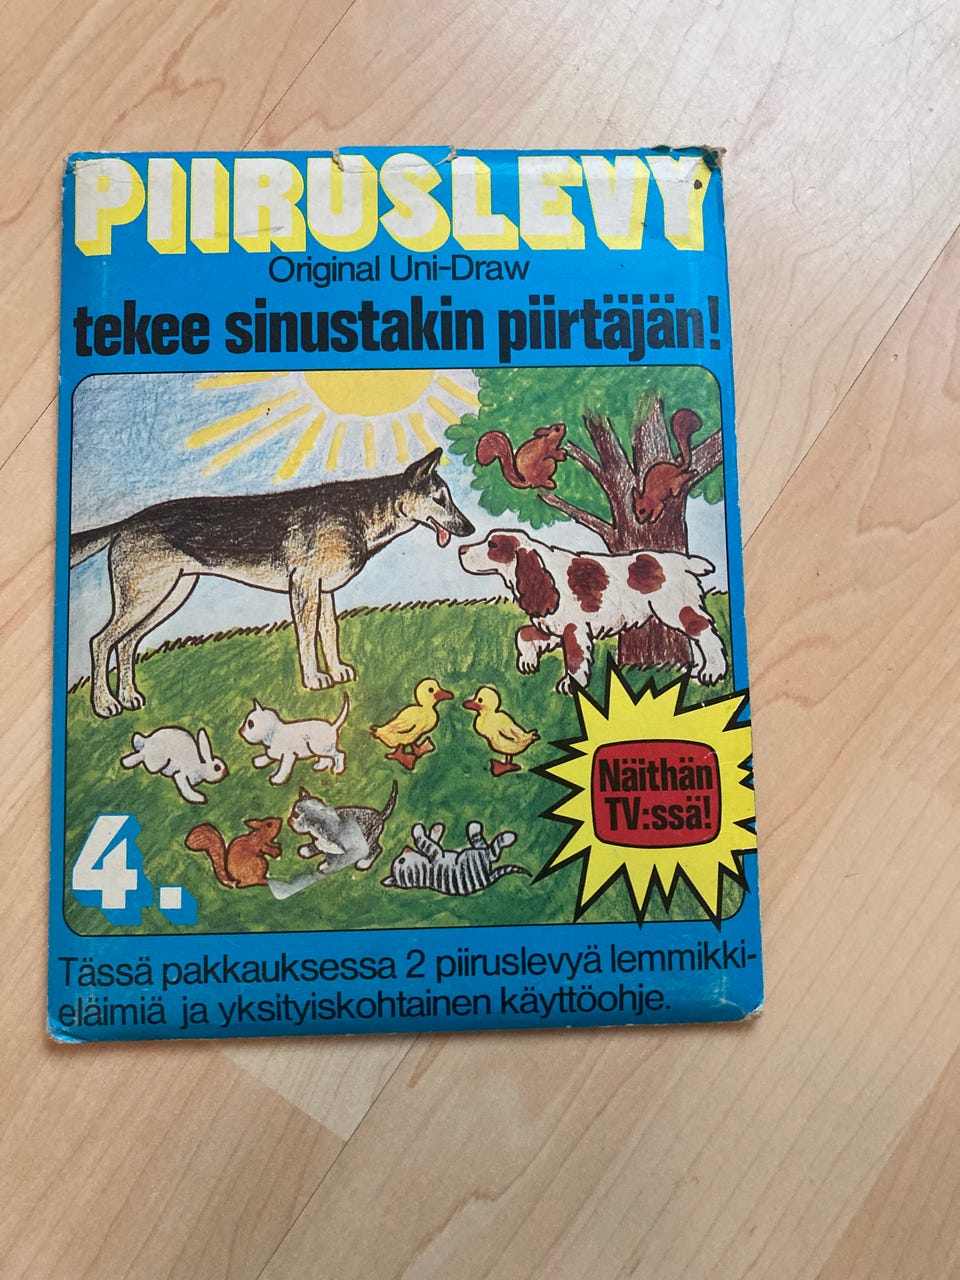 PIIRUSLEVY
Original Uni-Draw
tekee sinustakin piirtäjän!
Näithän
TV:ssä!
4.
Tässä pakkauksessa 2 piiruslevyä lemmikki-
eläimiä ja yksityiskohtainen käyttöohje.